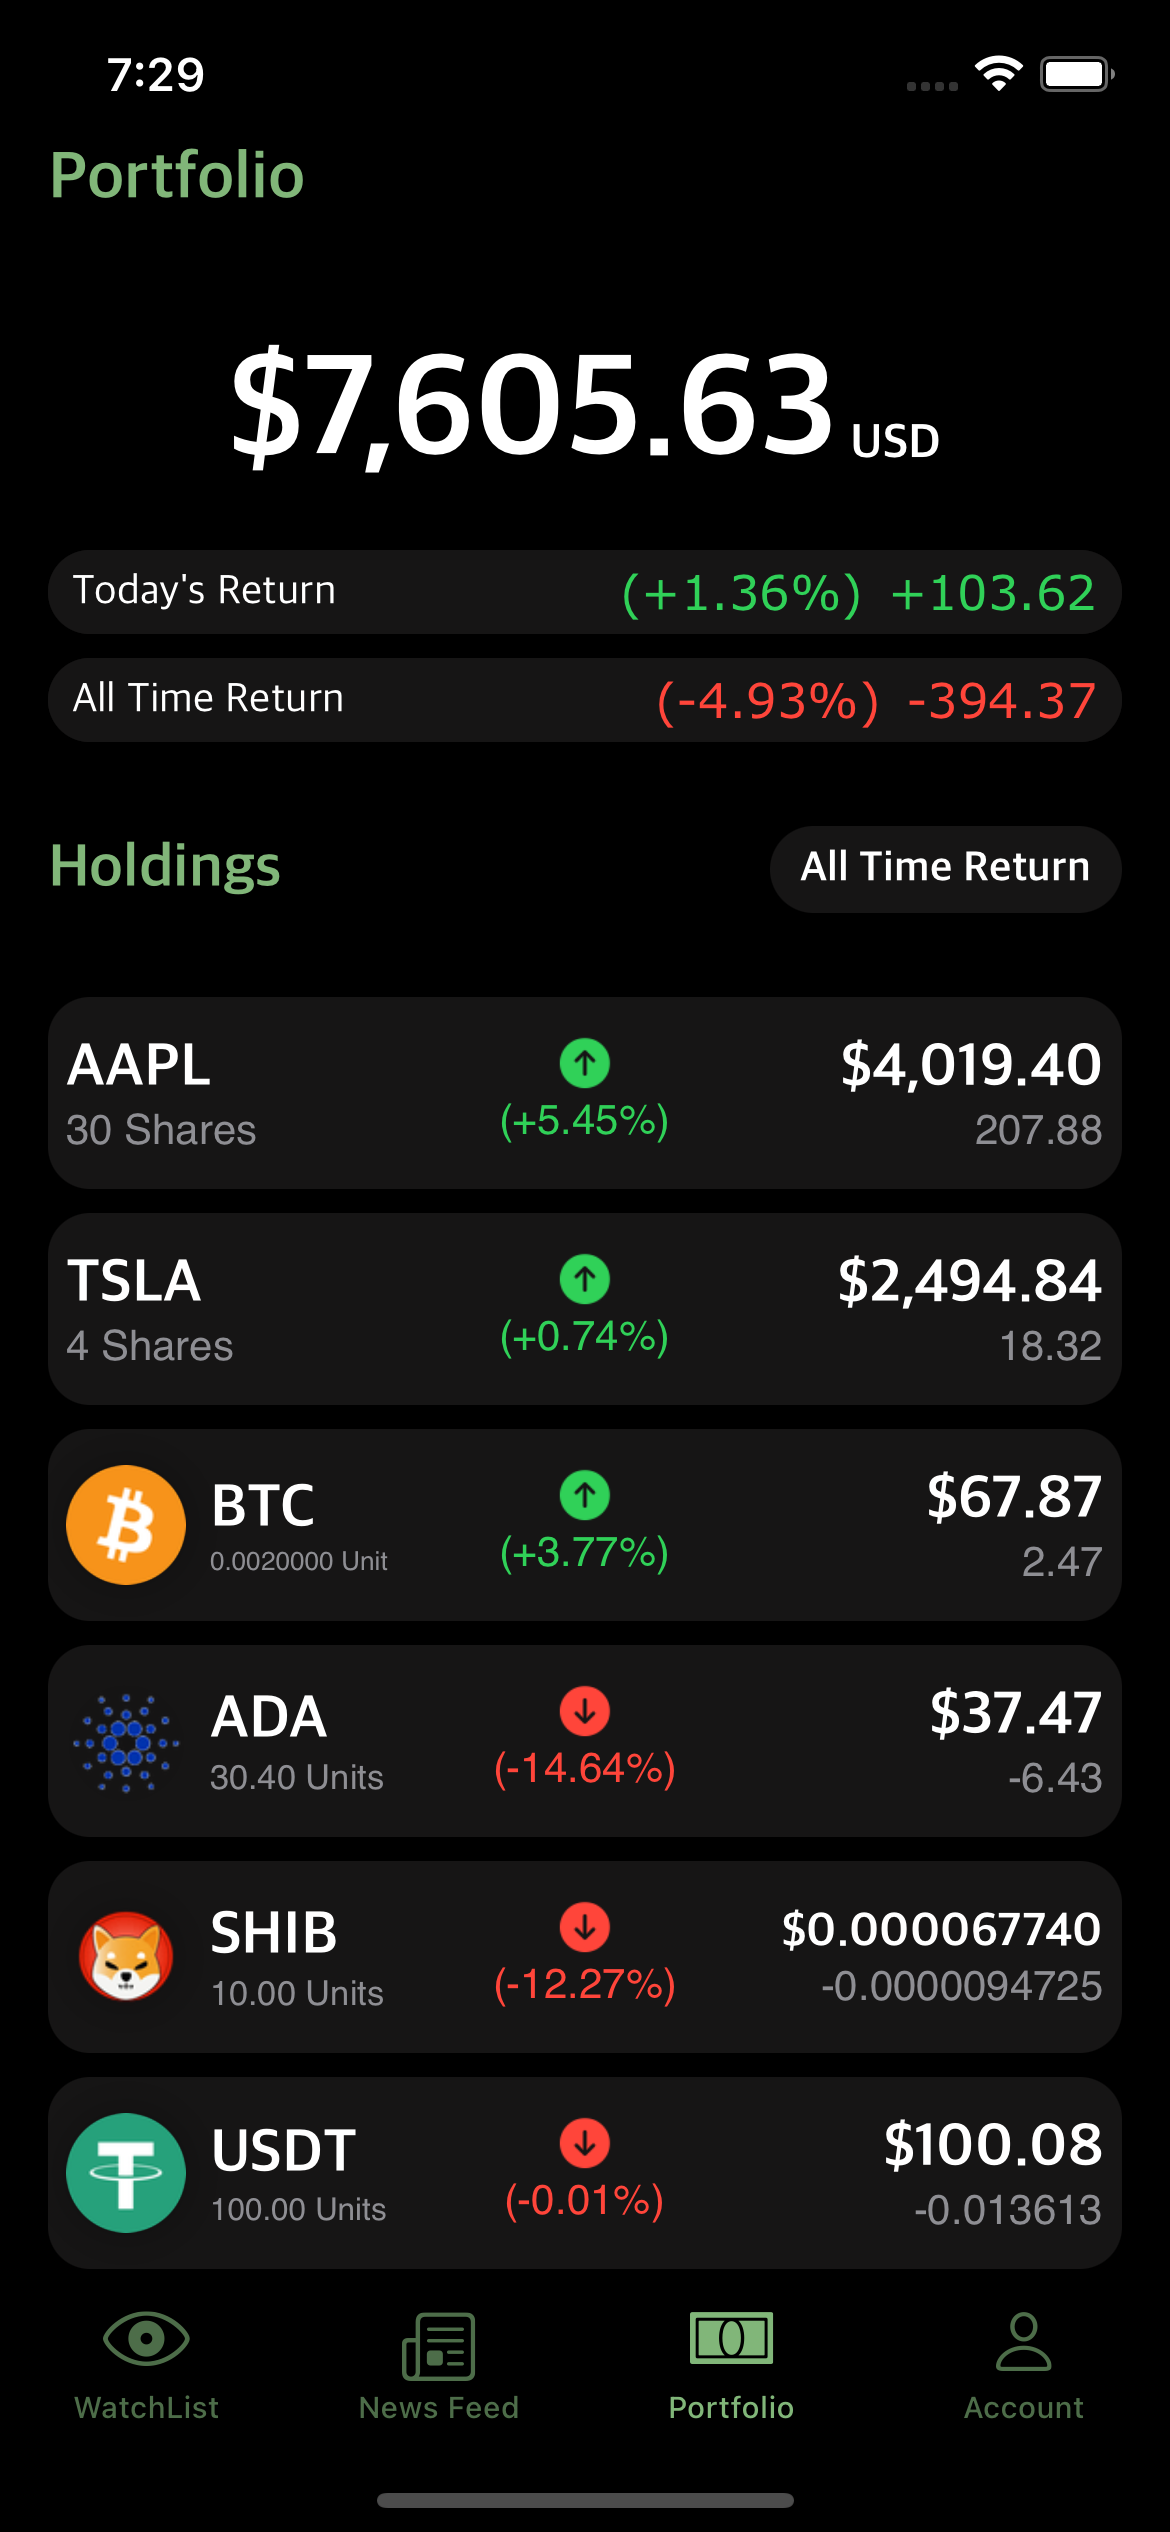 7:29
Portfolio
$7,605.63 USD
Today's Return (+1.36%) +103.62
All Time Return (-4.93%) -394.37
Holdings All Time Return
AAPL $4,019.40
30 Shares (+5.45%) 207.88
TSLA $2,494.84
4 Shares (+0.74%) 18.32
BTC $67.87
0.0020000 Unit (+3.77%) 2.47
ADA $37.47
30.40 Units (-14.64%) -6.43
SHIB $0.000067740
10.00 Units (-12.27%) -0.0000094725
USDT $100.08
100.00 Units (-0.01%) -0.013613
WatchList News Feed Portfolio Account